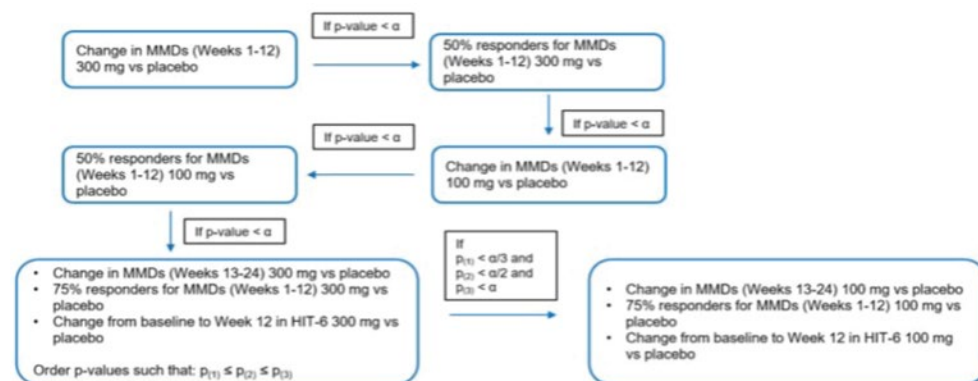 If p-value < α
Change in MMDs (Weeks 1-12)
300 mg vs placebo
50% responders for MMDs
(Weeks 1-12) 300 mg vs
placebo
If p-value < α
If p-value < α
50% responders for MMDs
(Weeks 1-12) 100 mg vs
placebo
Change in MMDs (Weeks 1-12)
100 mg vs placebo
If p-value < α
• Change in MMDs (Weeks 13-24) 300 mg vs placebo
• 75% responders for MMDs (Weeks 1-12) 300 mg vs
placebo
• Change from baseline to Week 12 in HIT-6 300 mg vs
placebo
Order p-values such that: p(1) ≤ p(2) ≤ p(3)
If
p(1) < α/3 and
p(2) < α/2 and
p(3) < α
• Change in MMDs (Weeks 13-24) 100 mg vs placebo
• 75% responders for MMDs (Weeks 1-12) 100 mg vs
placebo
• Change from baseline to Week 12 in HIT-6 100 mg
vs placebo